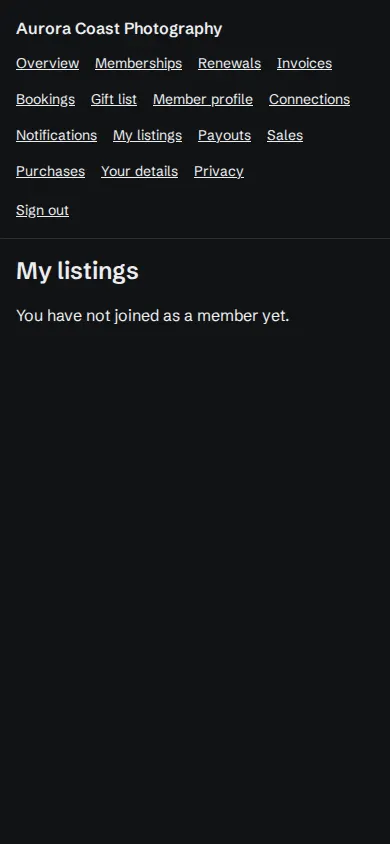 Aurora Coast Photography
Overview Memberships Renewals Invoices
Bookings Gift list Member profile Connections
Notifications My listings Payouts Sales
Purchases Your details Privacy
Sign out
My listings
You have not joined as a member yet.